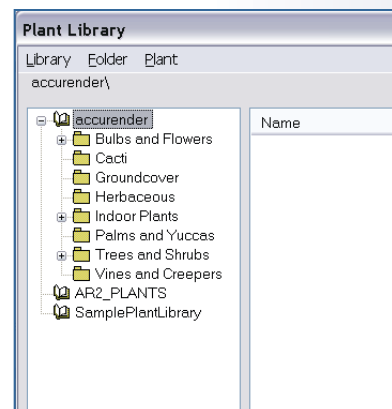 Plant Library
Library Folder Plant
accurender\
Name
accurender
Bulbs and Flowers
Cacti
Groundcover
Herbaceous
Indoor Plants
Palms and Yuccas
Trees and Shrubs
Vines and Creepers
AR2_PLANTS
SamplePlantLibrary